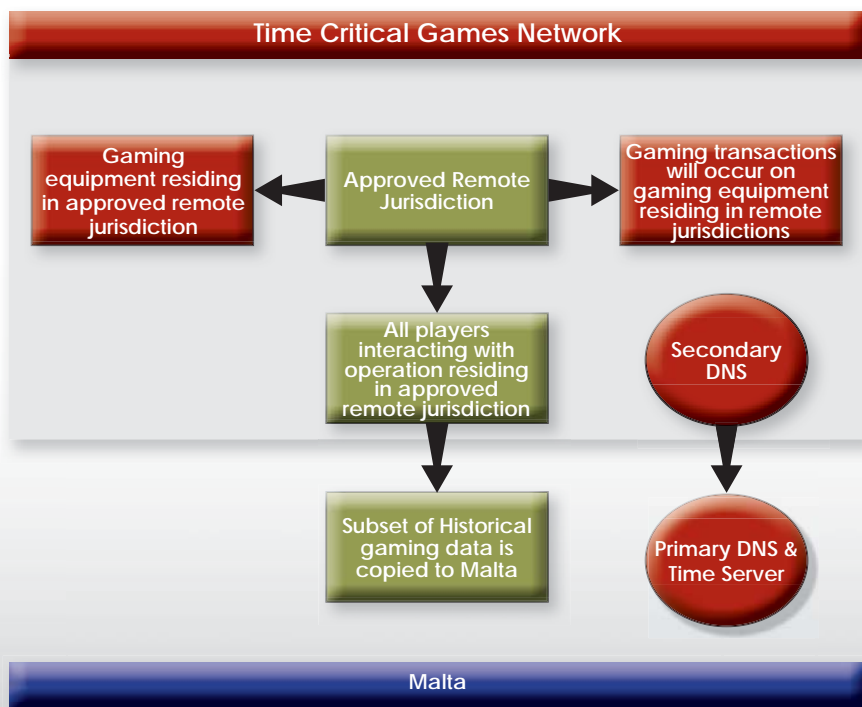 Time Critical Games Network
Gaming
equipment residing
in approved remote
jurisdiction
Approved Remote
Jurisdiction
Gaming transactions
will occur on
gaming equipment
residing in remote
jurisdictions
All players
interacting with
operation residing
in approved
remote jurisdiction
Secondary
DNS
Subset of Historical
gaming data is
copied to Malta
Primary DNS &
Time Server
Malta